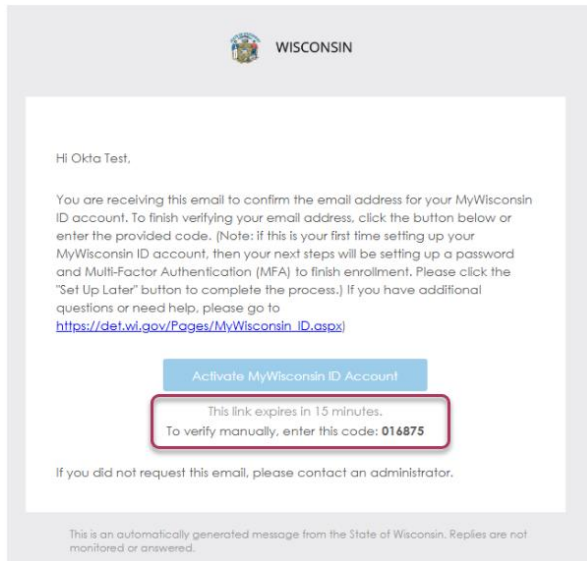 WISCONSIN
Hi Okta Test,
You are receiving this email to confirm the email address for your MyWisconsin
ID account. To finish verifying your email address, click the button below or
enter the provided code. (Note: if this is your first time setting up your
MyWisconsin ID account, then your next steps will be setting up a password
and Multi-Factor Authentication (MFA) to finish enrollment. Please click the
"Set Up Later" button to complete the process.) If you have additional
questions or need help, please go to
https://det.wi.gov/Pages/MyWisconsin_ID.aspx)
Activate MyWisconsin ID Account
This link expires in 15 minutes.
To verify manually, enter this code: 016875
If you did not request this email, please contact an administrator.
This is an automatically generated message from the State of Wisconsin. Replies are not
monitored or answered.